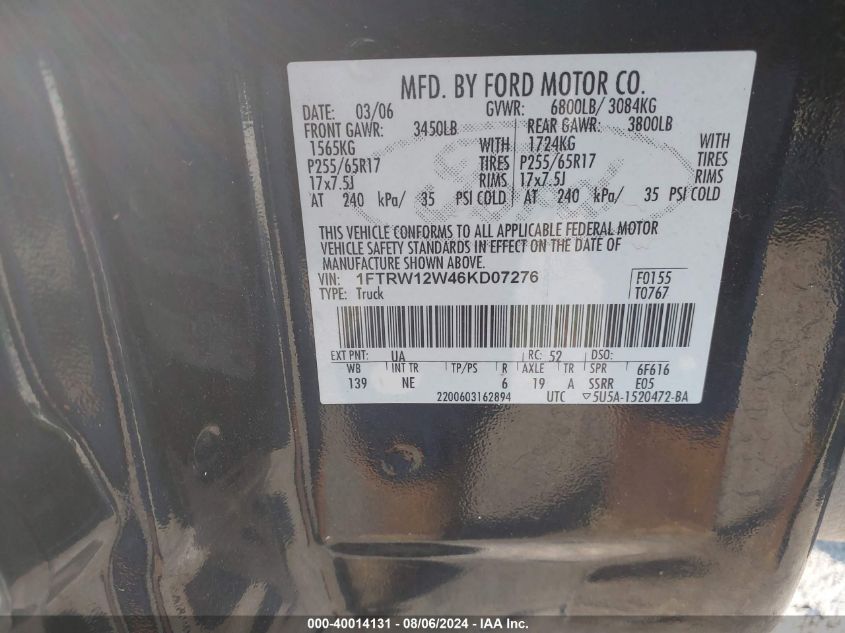 MFD. BY FORD MOTOR CO.
DATE: 03/06 GVWR: 6800LB/ 3084KG
FRONT GAWR: 3450LB REAR GAWR: 3800LB
1565KG WITH 1724KG WITH
P255/65R17 TIRES P255/65R17 TIRES
17x7.5J RIMS 17x7.5J RIMS
AT 240 kPa/ 35 PSI COLD AT 240 kPa/ 35 PSI COLD
THIS VEHICLE CONFORMS TO ALL APPLICABLE FEDERAL MOTOR
VEHICLE SAFETY STANDARDS IN EFFECT ON THE DATE OF
MANUFACTURE SHOWN ABOVE.
VIN: 1FTRW12W46KD07276 F0155
TYPE: Truck T0767
EXT PNT: UA RC: 52 DSO:
WB INT TR TP/PS R AXLE TR SPR 6F616
139 NE 6 19 A SSRR E05
2200603162894 UTC ▽5U5A-1520472-BA
000-40014131 - 08/06/2024 - IAA Inc.